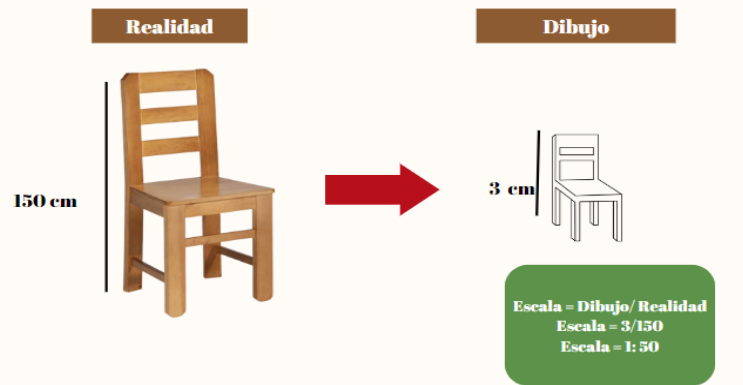 Realidad
Dibujo
150 cm
3 cm
Escala = Dibujo/ Realidad
Escala = 3/150
Escala = 1: 50